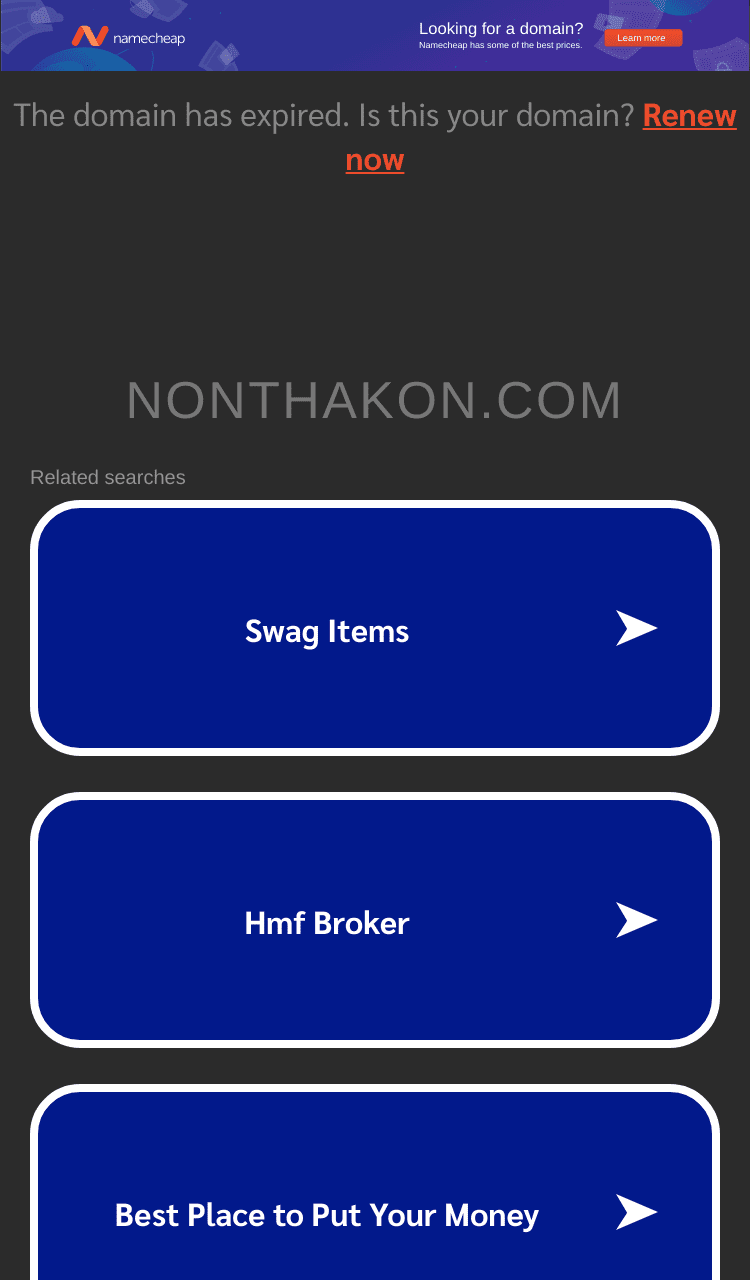 namecheap
Looking for a domain?
Namecheap has some of the best prices.
Learn more
The domain has expired. Is this your domain? Renew
now
NONTHAKON.COM
Related searches
Swag Items
Hmf Broker
Best Place to Put Your Money